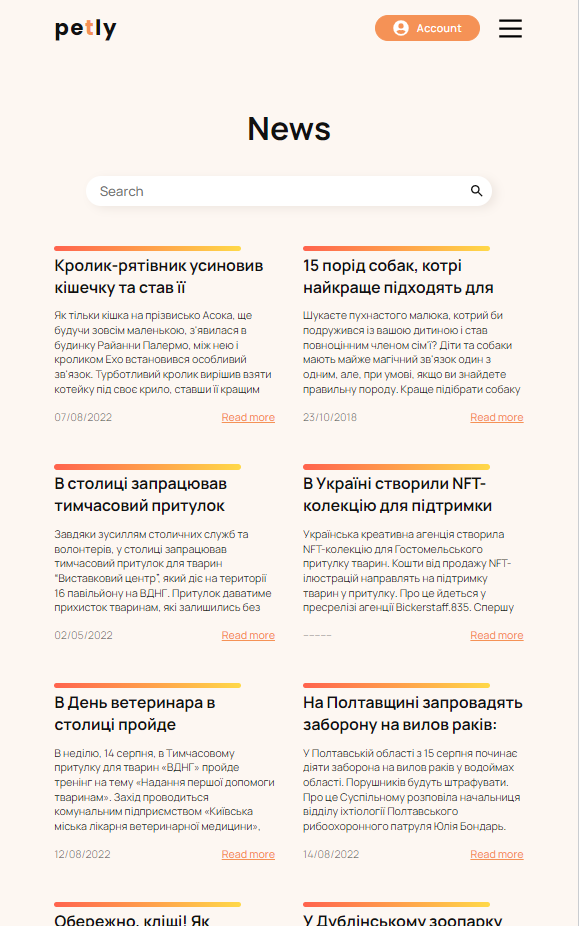 petly
Account
News
Search
Кролик-рятівник усиновив
кішечку та став її
Як тільки кішка на прізвисько Асока, ще
будучи зовсім маленькою, з'явилася в
будинку Райанни Палермо, між нею і
кроликом Ехо встановився особливий
зв'язок. Турботливий кролик вирішив взяти
котейку під своє крило, ставши її кращим
07/08/2022
Read more
15 порід собак, котрі
найкраще підходять для
Шукаєте пухнастого малюка, котрий би
подружився із вашою дитиною і став
повноцінним членом сім'ї? Діти та собаки
мають майже магічний зв'язок один з
одним, але, при умові, якщо ви знайдете
правильну породу. Краще підібрати собаку
23/10/2018
Read more
В столиці запрацював
тимчасовий притулок
Завдяки зусиллям столичних служб та
волонтерів, у столиці запрацював
тимчасовий притулок для тварин
"Виставковий центр", який діє на території
16 павільйону на ВДНГ. Притулок даватиме
прихисток тваринам, які залишились без
02/05/2022
Read more
В Україні створили NFT-
колекцію для підтримки
Українська креативна агенція створила
NFT-колекцію для Гостомельського
притулку тварин. Кошти від продажу NFT-
ілюстрацій направлять на підтримку
тварин у притулку. Про це йдеться у
пресрелізі агенції Bickerstaff.835. Спершу
----------
Read more
В День ветеринара в
столиці пройде
В неділю, 14 серпня, в Тимчасовому
притулку для тварин «ВДНГ» пройде
тренінг на тему «Надання першої допомоги
тваринам». Захід проводиться
комунальним підприємством «Київська
міська лікарня ветеринарної медицини»,
12/08/2022
Read more
На Полтавщині запровадять
заборону на вилов раків:
У Полтавській області з 15 серпня починає
діяти заборона на вилов раків у водоймах
області. Порушників будуть штрафувати.
Про це Суспільному розповіла начальниця
відділу іхтіології Полтавського
рибоохоронного патруля Юлія Бондарь.
14/08/2022
Read more
Обережно, кліщі! Як
У Дублінському зоопарку